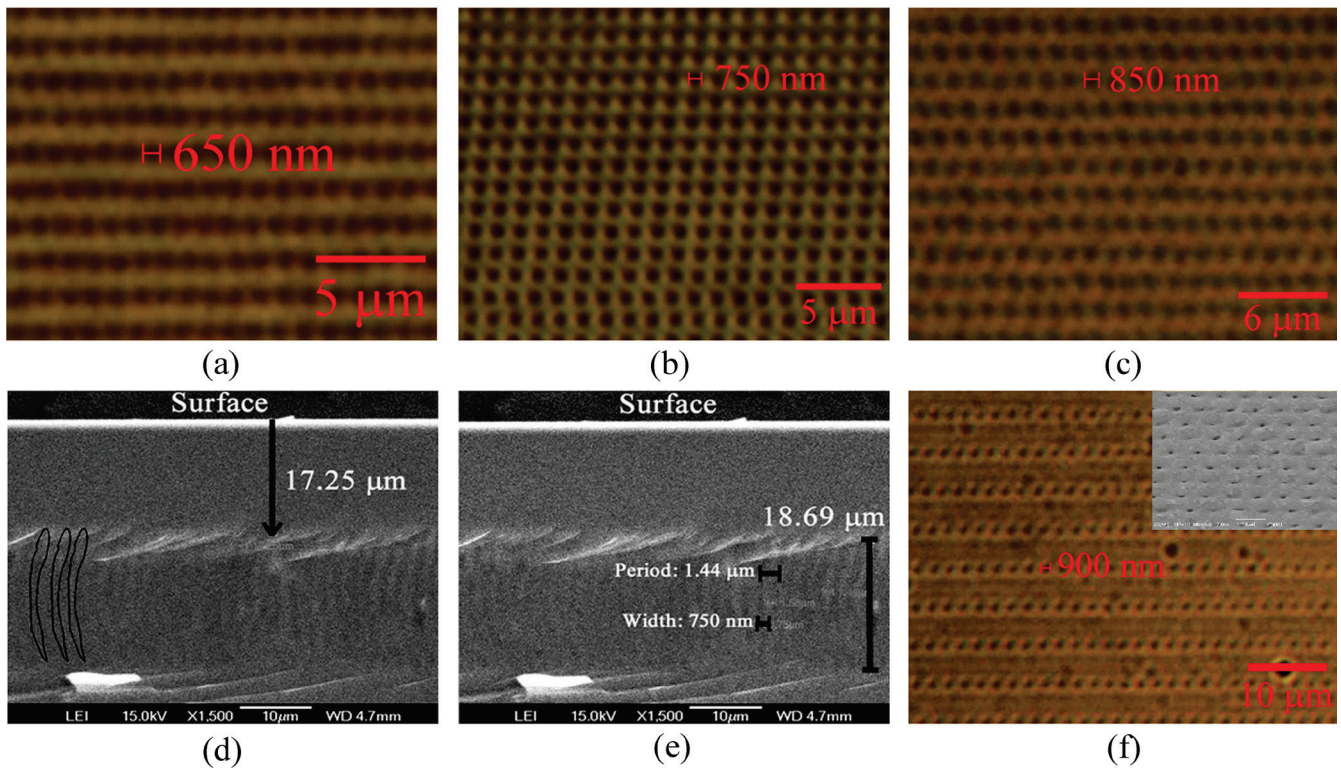 650 nm
5 μm
(a)
750 nm
5 μm
(b)
850 nm
6 μm
(c)
Surface
17.25 μm
LEI 15.0kV X1,500 10μm WD 4.7mm
(d)
Surface
18.69 μm
Period: 1.44 μm
Width: 750 nm
LEI 15.0kV X1,500 10μm WD 4.7mm
(e)
900 nm
10 μm
(f)